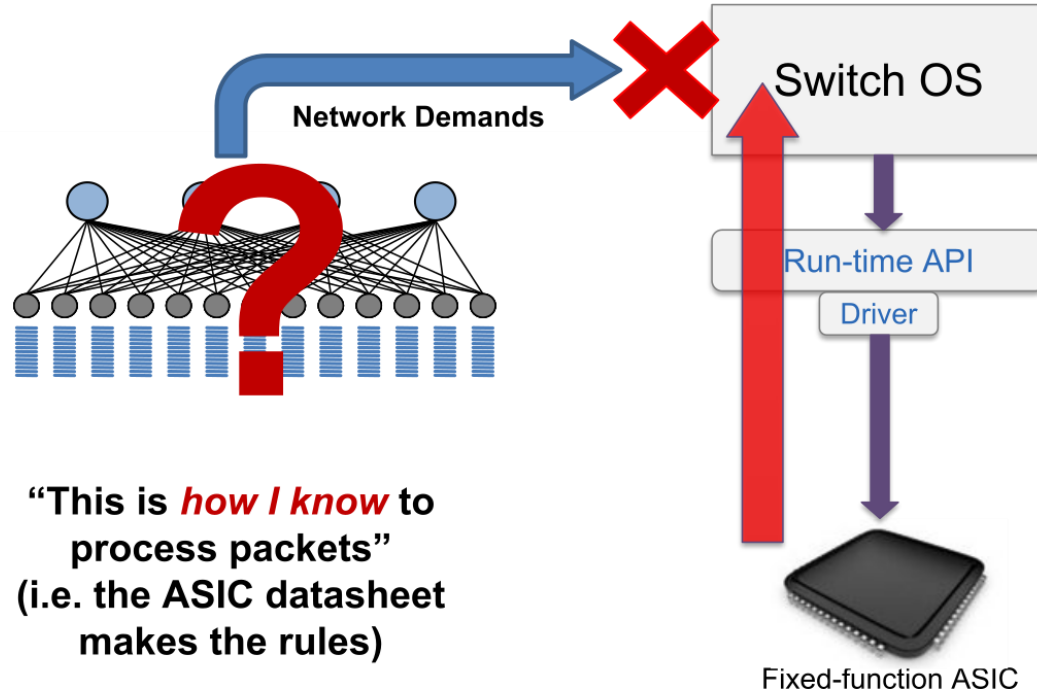 Switch OS
Network Demands
Run-time API
Driver
“This is how I know to
process packets”
(i.e. the ASIC datasheet
makes the rules)
Fixed-function ASIC